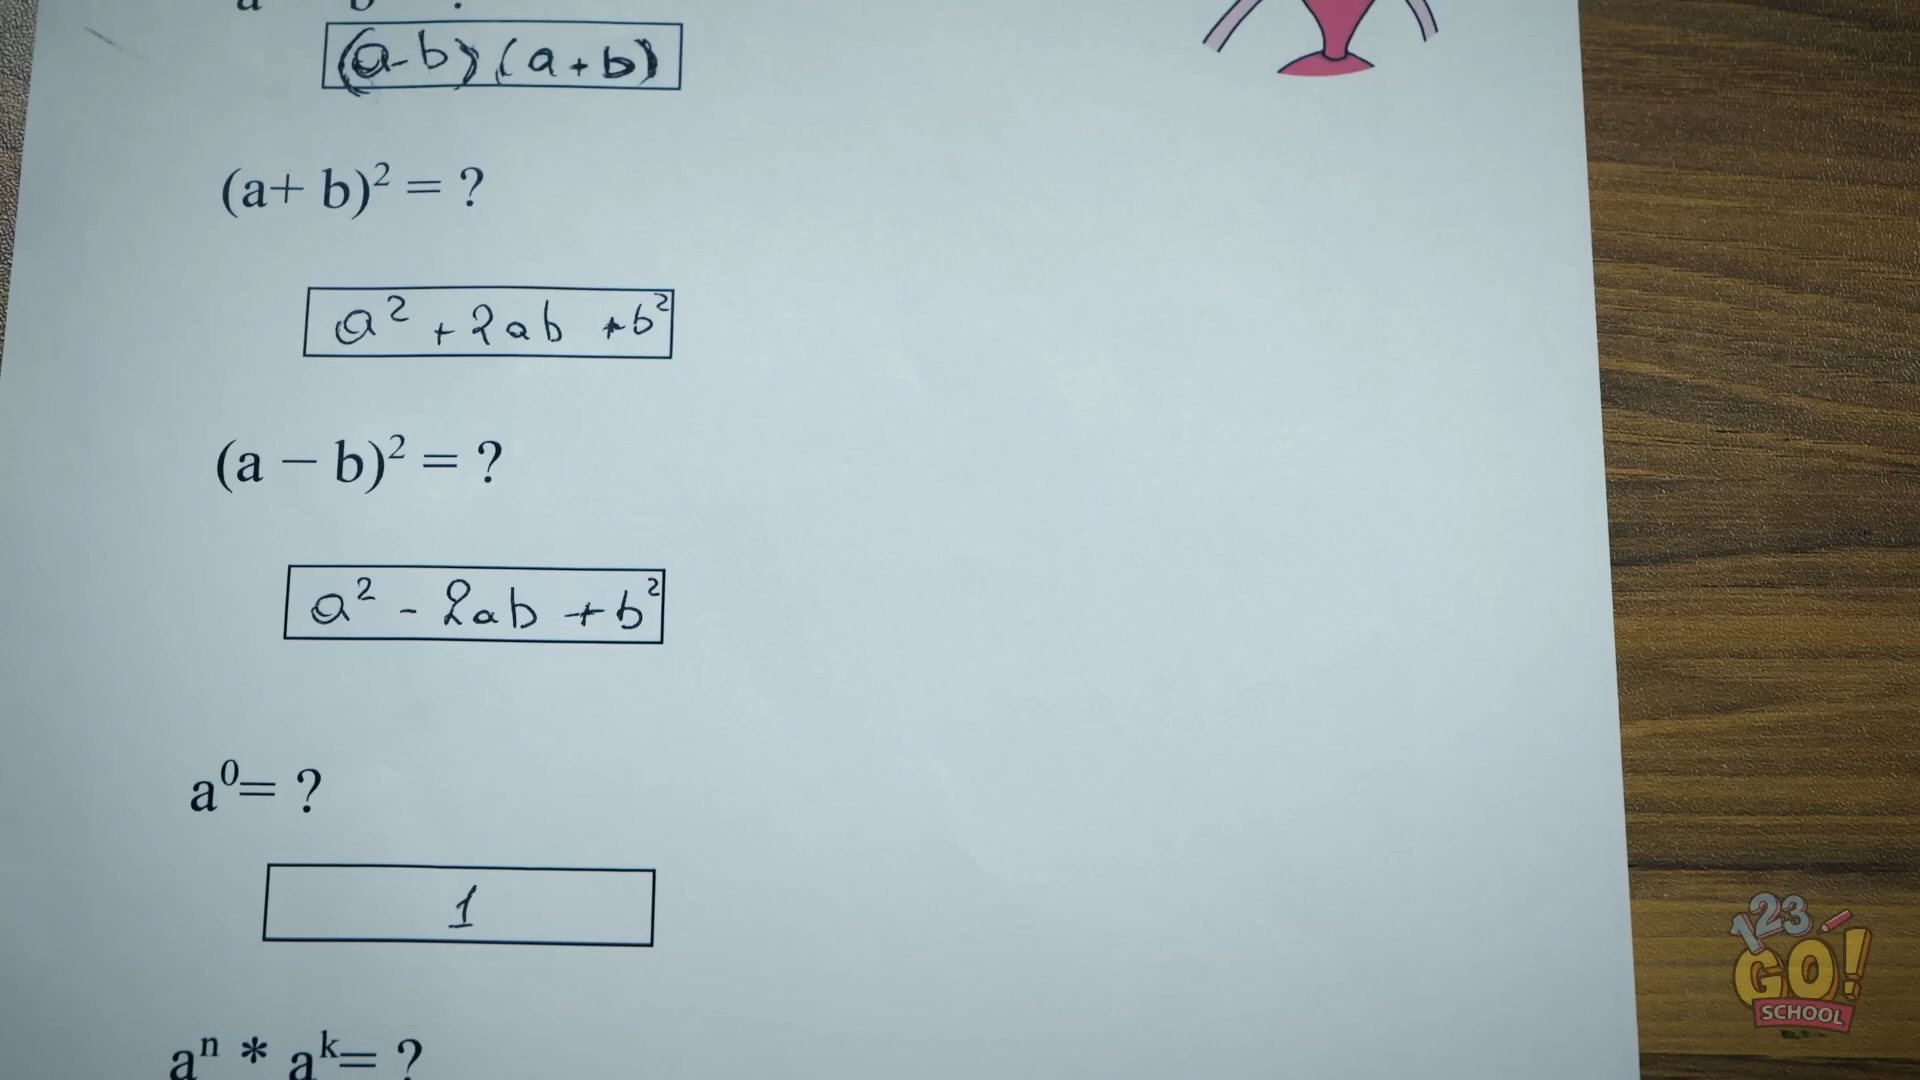 (a-b) (a + b)
(a+ b)² = ?
a² + 2ab + b²
(a − b)² = ?
a² - 2ab + b²
a⁰= ?
1
aⁿ * aᵏ= ?
123
GO!
SCHOOL